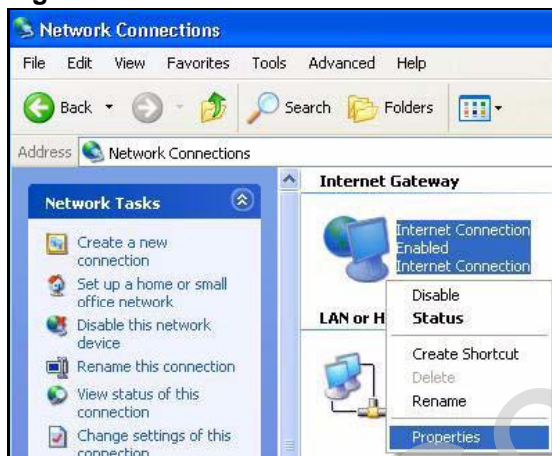 Network Connections
File Edit View Favorites Tools Advanced Help
Back Search Folders
Address Network Connections
Network Tasks
Create a new
connection
Set up a home or small
office network
Disable this network
device
Rename this connection
View status of this
connection
Change settings of this
connection
Internet Gateway
Internet Connection
Enabled
Internet Connection
LAN or H
Disable
Status
Create Shortcut
Delete
Rename
Properties